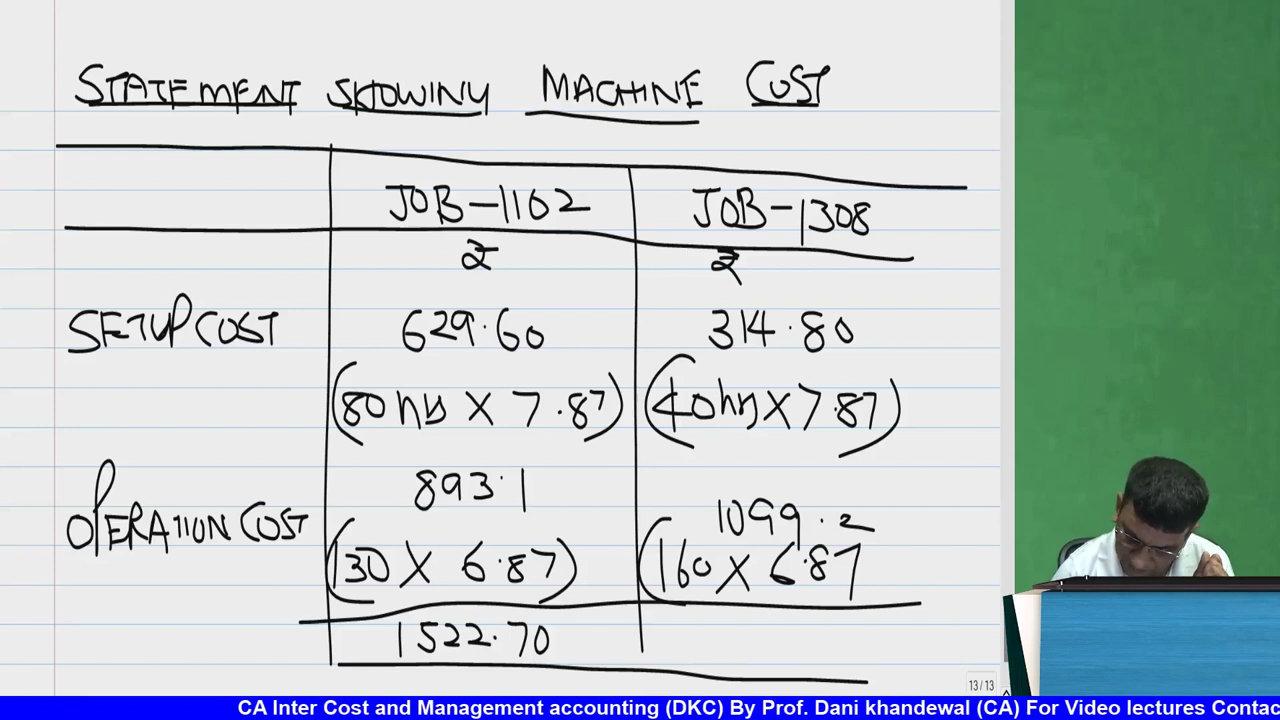 STATEMENT SHOWING MACHINE COST
JOB-1102 JOB-1308
₹ ₹
SETUP COST 629.60 314.80
(80 hrs X 7.87) (40 hrs X 7.87)
OPERATION COST 893.1 1099.2
(130 X 6.87) (160 X 6.87
1522.70
13/13
CA Inter Cost and Management accounting (DKC) By Prof. Dani khandewal (CA) For Video lectures Contac